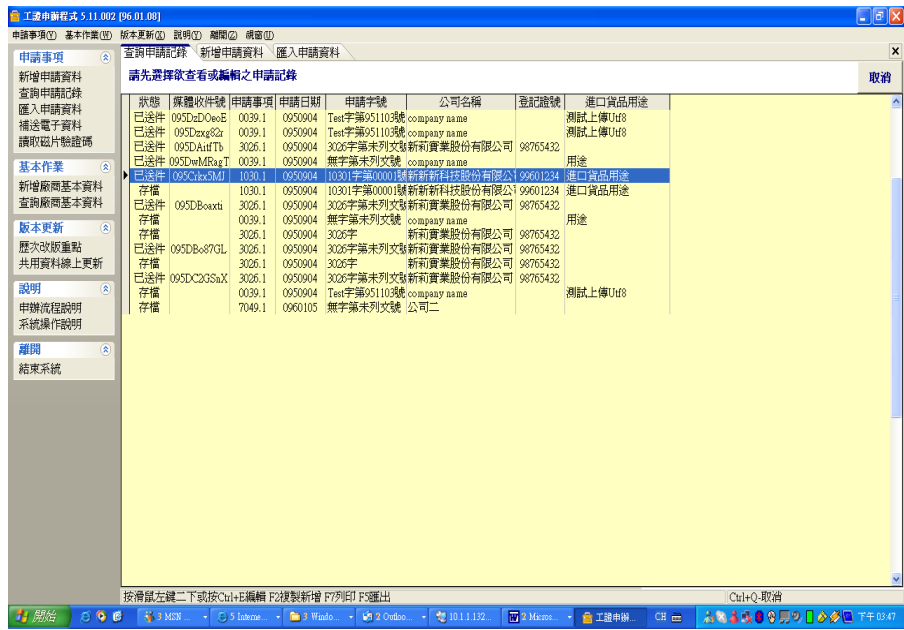 工證申辦程式 5.11.002 [96.01.08]
申請事項(V) 基本作業(W) 版本更新(X) 說明(Y) 離開(Z) 視窗(U)
申請事項
新增申請資料
查詢申請記錄
匯入申請資料
補送電子資料
讀取磁片驗證碼
基本作業
新增廠商基本資料
查詢廠商基本資料
版本更新
歷次改版重點
共用資料線上更新
說明
申辦流程說明
系統操作說明
離開
結束系統
查詢申請記錄 新增申請資料 匯入申請資料
請先選擇欲查看或編輯之申請記錄 取消
狀態 媒體收件號 申請事項 申請日期 申請字號 公司名稱 登記證號 進口貨品用途
已送件 095DzDOeoE 0039.1 0950904 Test字第951103號 company name 測試上傳Utf8
已送件 095Dzxg82r 0039.1 0950904 Test字第951103號 company name 測試上傳Utf8
已送件 095DAitfTb 3026.1 0950904 3026字第未列文號 新莉實業股份有限公司 98765432
已送件 095DwMRagT 0039.1 0950904 無字第未列文號 company name 用途
已送件 095Crkx5MJ 1030.1 0950904 10301字第00001號 新新新科技股份有限公 99601234 進口貨品用途
存檔 1030.1 0950904 10301字第00001號 新新新科技股份有限公 99601234 進口貨品用途
已送件 095DBoaxti 3026.1 0950904 3026字第未列文號 新莉實業股份有限公司 98765432
存檔 0039.1 0950904 無字第未列文號 company name 用途
存檔 3026.1 0950904 3026字 新莉實業股份有限公司 98765432
已送件 095DBo87GL 3026.1 0950904 3026字第未列文號 新莉實業股份有限公司 98765432
存檔 3026.1 0950904 3026字 新莉實業股份有限公司 98765432
已送件 095DC2GSnX 3026.1 0950904 3026字第未列文號 新莉實業股份有限公司 98765432
存檔 0039.1 0950904 Test字第951103號 company name 測試上傳Utf8
存檔 7049.1 0960105 無字第未列文號 公司二
按滑鼠左鍵二下或按Ctrl+E編輯 F2複製新增 F7列印 F5匯出 Ctrl+Q-取消
開始 3 MSN ... 5 Interne... 3 Windo... 2 Outloo... 10.1.1.132... 2 Micros... 工證申辦... CH 下午 03:47